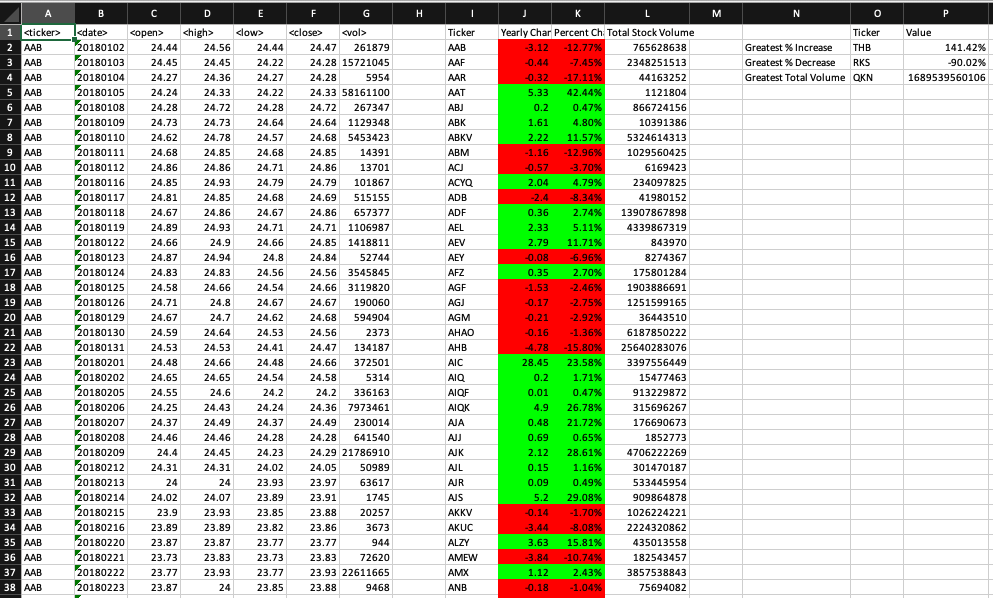 A B C D E F G H I J K L M N O P
1 <ticker> <date> <open> <high> <low> <close> <vol> Ticker Yearly Char Percent Ch Total Stock Volume Ticker Value
2 AAB 20180102 24.44 24.56 24.44 24.47 261879 AAB -3.12 -12.77% 765628638 Greatest % Increase THB 141.42%
3 AAB 20180103 24.45 24.45 24.22 24.28 15721045 AAF -0.44 -7.45% 2348251513 Greatest % Decrease RKS -90.02%
4 AAB 20180104 24.27 24.36 24.27 24.28 5954 AAR -0.32 -17.11% 44163252 Greatest Total Volume QKN 1689539560106
5 AAB 20180105 24.24 24.33 24.22 24.33 58161100 AAT 5.33 42.44% 1121804
6 AAB 20180108 24.28 24.72 24.28 24.72 267347 ABJ 0.2 0.47% 866724156
7 AAB 20180109 24.73 24.73 24.64 24.64 1129348 ABK 1.61 4.80% 10391386
8 AAB 20180110 24.62 24.78 24.57 24.68 5453423 ABKV 2.22 11.57% 5324614313
9 AAB 20180111 24.68 24.85 24.68 24.85 14391 ABM -1.16 -12.96% 1029560425
10 AAB 20180112 24.86 24.86 24.71 24.86 13701 ACJ -0.57 -3.70% 6169423
11 AAB 20180116 24.85 24.93 24.79 24.79 101867 ACYQ 2.04 4.79% 234097825
12 AAB 20180117 24.81 24.85 24.68 24.69 515155 ADB -2.4 -8.34% 41980152
13 AAB 20180118 24.67 24.86 24.67 24.86 657377 ADF 0.36 2.74% 13907867898
14 AAB 20180119 24.89 24.93 24.71 24.71 1106987 AEL 2.33 5.11% 4339867319
15 AAB 20180122 24.66 24.9 24.66 24.85 1418811 AEV 2.79 11.71% 843970
16 AAB 20180123 24.87 24.94 24.8 24.84 52744 AEY -0.08 -6.96% 8274367
17 AAB 20180124 24.83 24.83 24.56 24.56 3545845 AFZ 0.35 2.70% 175801284
18 AAB 20180125 24.58 24.66 24.54 24.66 3119820 AGF -1.53 -2.46% 1903886691
19 AAB 20180126 24.71 24.8 24.67 24.67 190060 AGJ -0.17 -2.75% 1251599165
20 AAB 20180129 24.67 24.7 24.62 24.68 594904 AGM -0.21 -2.92% 36443510
21 AAB 20180130 24.59 24.64 24.53 24.56 2373 AHAO -0.16 -1.36% 6187850222
22 AAB 20180131 24.53 24.53 24.41 24.47 134187 AHB -4.78 -15.80% 25640283076
23 AAB 20180201 24.48 24.66 24.48 24.66 372501 AIC 28.45 23.58% 3397556449
24 AAB 20180202 24.65 24.65 24.54 24.58 5314 AIQ 0.2 1.71% 15477463
25 AAB 20180205 24.55 24.6 24.2 24.2 336163 AIQF 0.01 0.47% 913229872
26 AAB 20180206 24.25 24.43 24.24 24.36 7973461 AIQK 4.9 26.78% 315696267
27 AAB 20180207 24.37 24.49 24.37 24.49 230014 AJA 0.48 21.72% 176690673
28 AAB 20180208 24.46 24.46 24.28 24.28 641540 AJJ 0.69 0.65% 1852773
29 AAB 20180209 24.4 24.45 24.23 24.29 21786910 AJK 2.12 28.61% 4706222269
30 AAB 20180212 24.31 24.31 24.02 24.05 50989 AJL 0.15 1.16% 301470187
31 AAB 20180213 24 24 23.93 23.97 63617 AJR 0.09 0.49% 533445954
32 AAB 20180214 24.02 24.07 23.89 23.91 1745 AJS 5.2 29.08% 909864878
33 AAB 20180215 23.9 23.93 23.85 23.88 20257 AKKV -0.14 -1.70% 1026224221
34 AAB 20180216 23.89 23.89 23.82 23.86 3673 AKUC -3.44 -8.08% 2224320862
35 AAB 20180220 23.87 23.87 23.77 23.77 944 ALZY 3.63 15.81% 435013558
36 AAB 20180221 23.73 23.83 23.73 23.83 72620 AMEW -3.84 -10.74% 182543457
37 AAB 20180222 23.77 23.93 23.77 23.93 22611665 AMX 1.12 2.43% 3857538843
38 AAB 20180223 23.87 24 23.85 23.88 9468 ANB -0.18 -1.04% 75694082